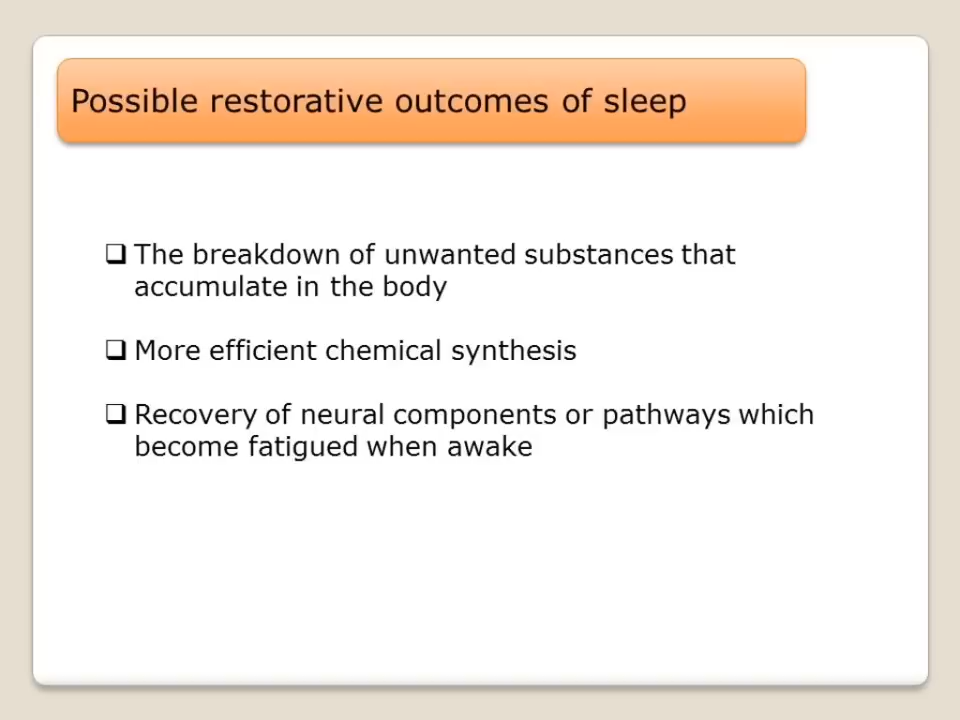 Possible restorative outcomes of sleep
❑ The breakdown of unwanted substances that
accumulate in the body
❑ More efficient chemical synthesis
❑ Recovery of neural components or pathways which
become fatigued when awake